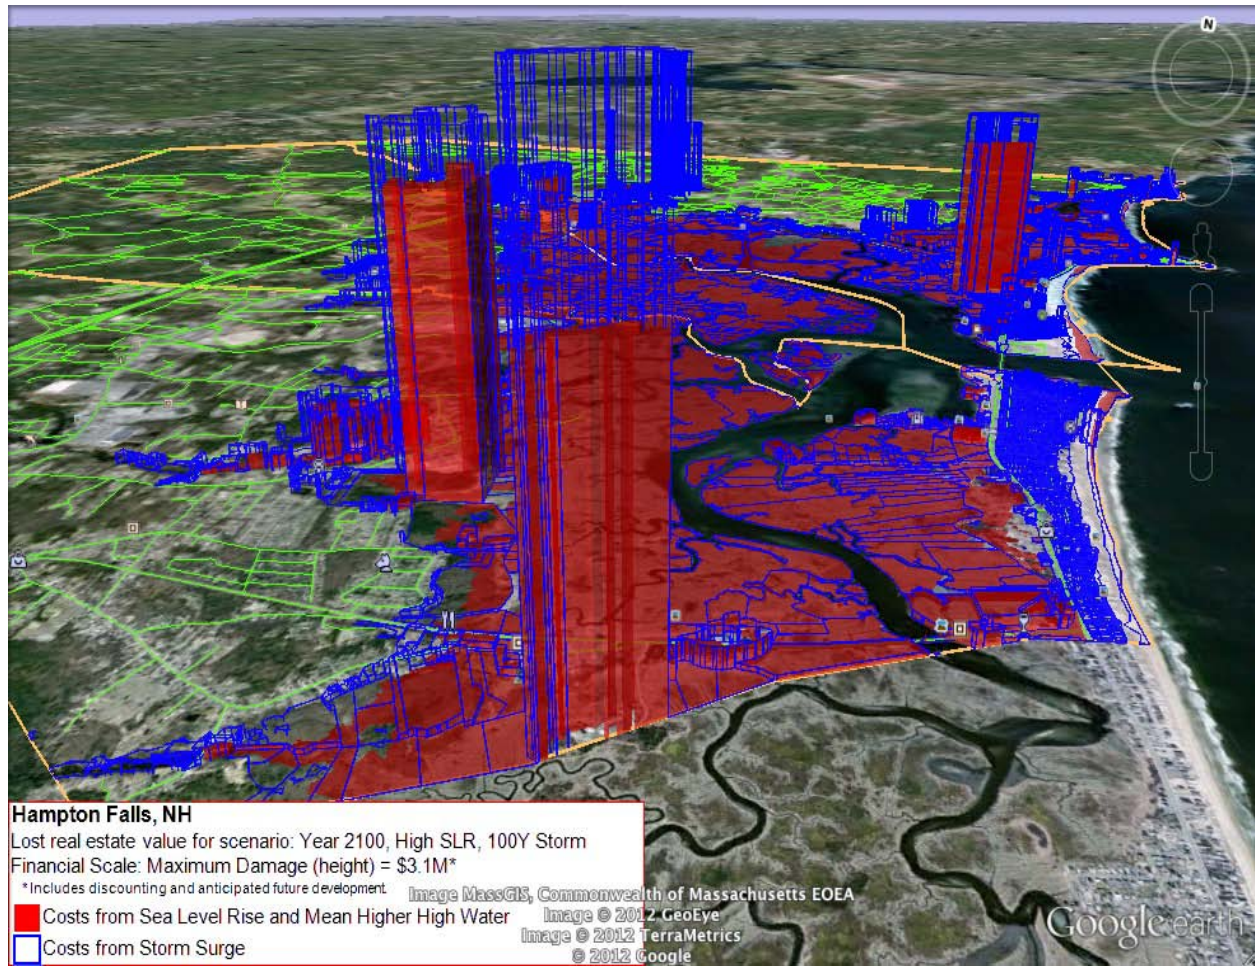 N
Hampton Falls, NH
Lost real estate value for scenario: Year 2100, High SLR, 100Y Storm
Financial Scale: Maximum Damage (height) = $3.1M*
*Includes discounting and anticipated future development.
Costs from Sea Level Rise and Mean Higher High Water
Costs from Storm Surge
Image MassGIS, Commonwealth of Massachusetts EOEA
Image © 2012 GeoEye
Image © 2012 TerraMetrics
© 2012 Google
Google earth